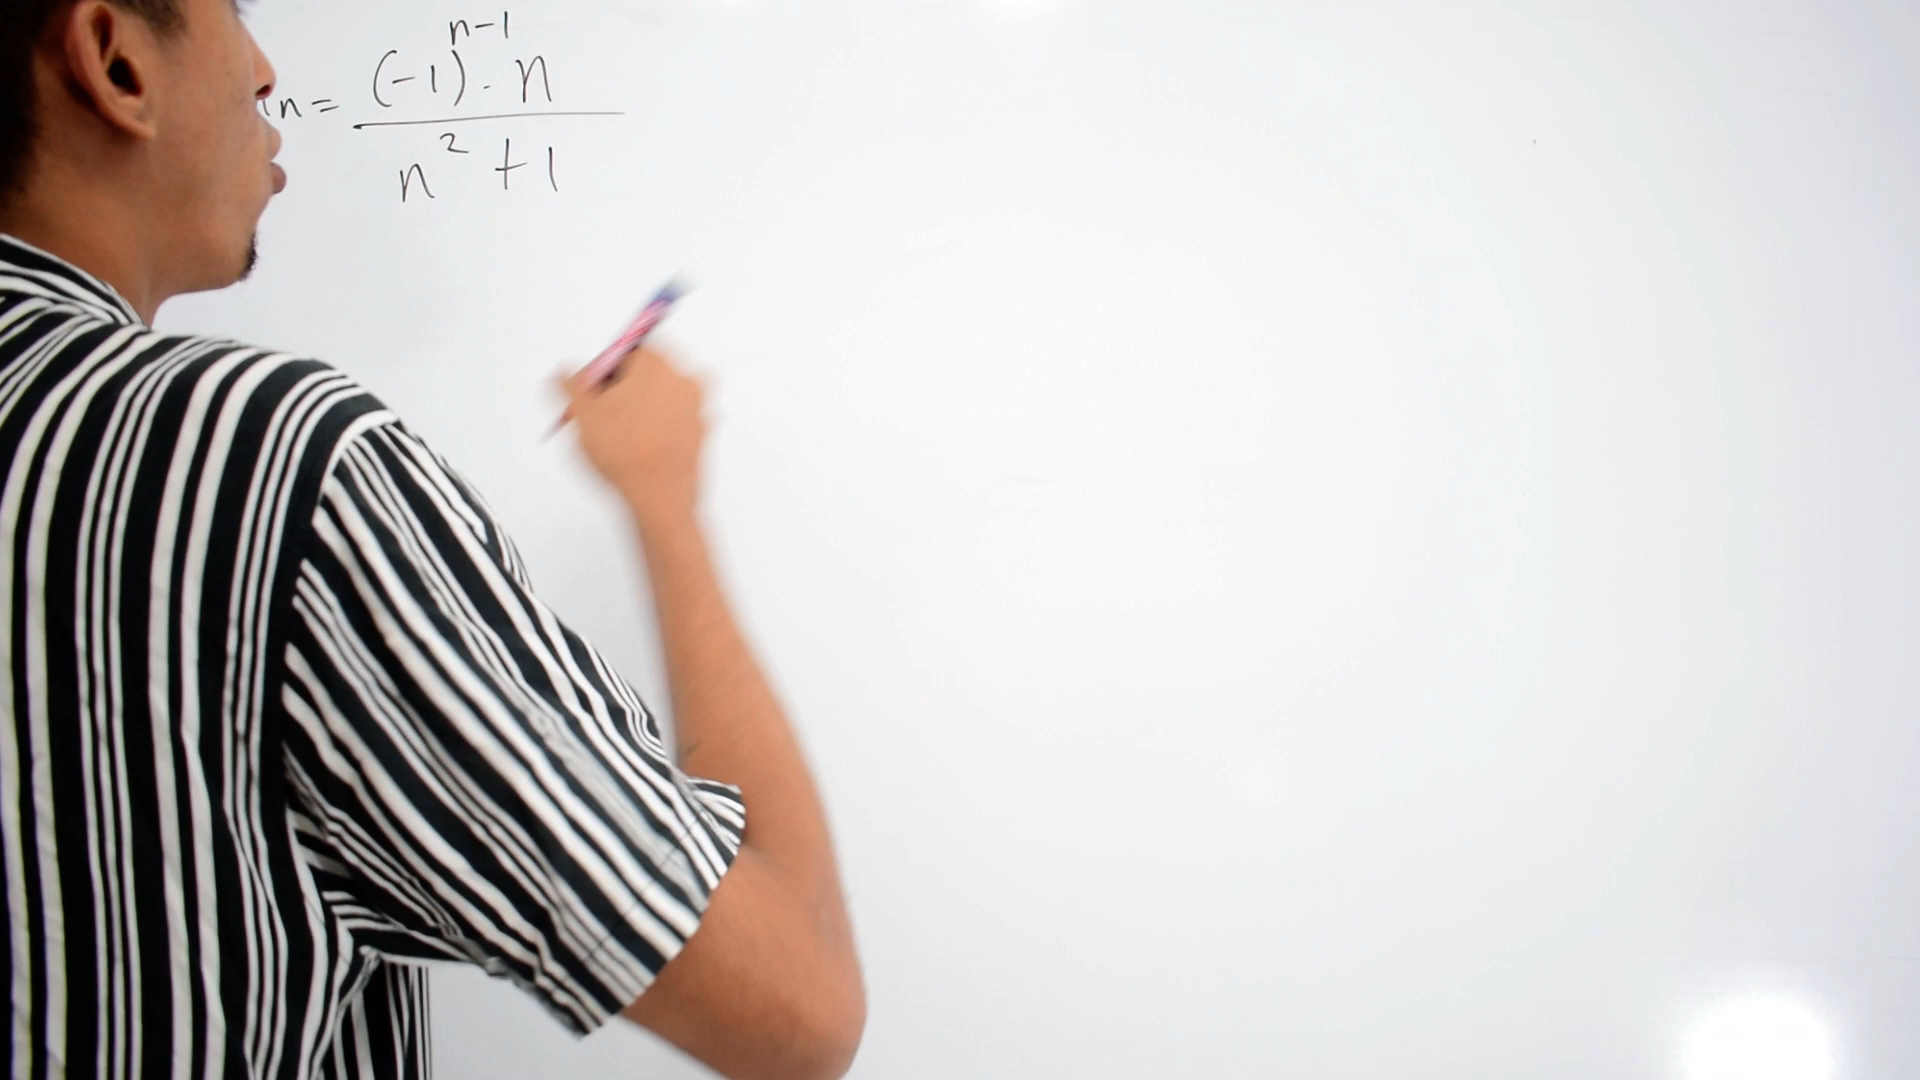 n = (-1)^{n-1} · n
n² + 1